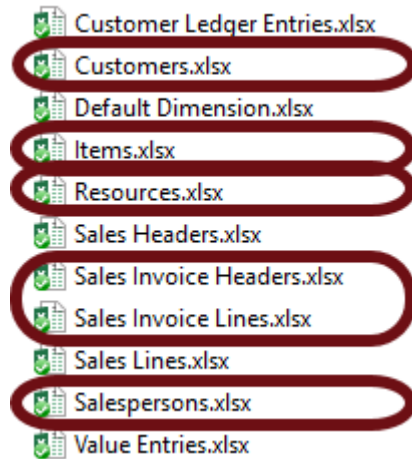 Customer Ledger Entries.xlsx
Customers.xlsx
Default Dimension.xlsx
Items.xlsx
Resources.xlsx
Sales Headers.xlsx
Sales Invoice Headers.xlsx
Sales Invoice Lines.xlsx
Sales Lines.xlsx
Salespersons.xlsx
Value Entries.xlsx